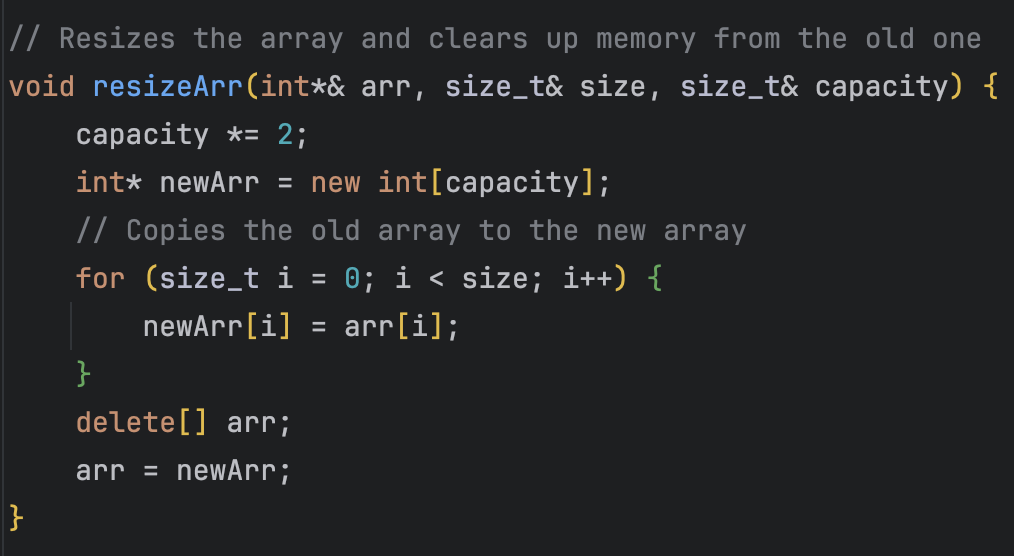 // Resizes the array and clears up memory from the old one
void resizeArr(int*& arr, size_t& size, size_t& capacity) {
    capacity *= 2;
    int* newArr = new int[capacity];
    // Copies the old array to the new array
    for (size_t i = 0; i < size; i++) {
        newArr[i] = arr[i];
    }
    delete[] arr;
    arr = newArr;
}